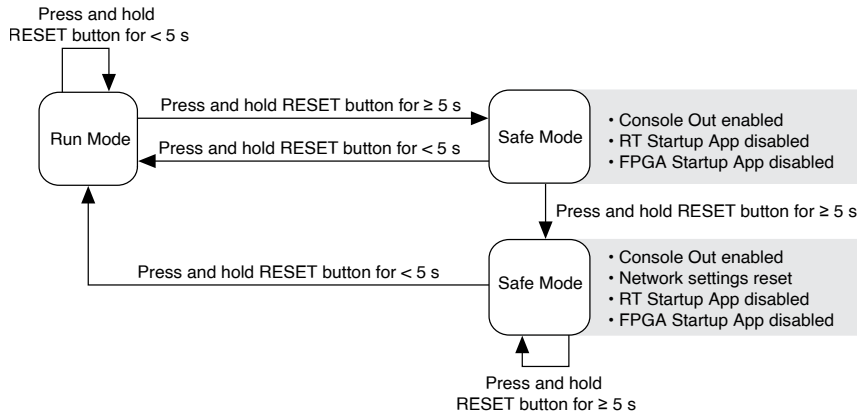 Press and hold
RESET button for < 5 s
Run Mode
Press and hold RESET button for ≥ 5 s
Press and hold RESET button for < 5 s
Safe Mode
• Console Out enabled
• RT Startup App disabled
• FPGA Startup App disabled
Press and hold RESET button for ≥ 5 s
Press and hold RESET button for < 5 s
Safe Mode
• Console Out enabled
• Network settings reset
• RT Startup App disabled
• FPGA Startup App disabled
Press and hold
RESET button for ≥ 5 s